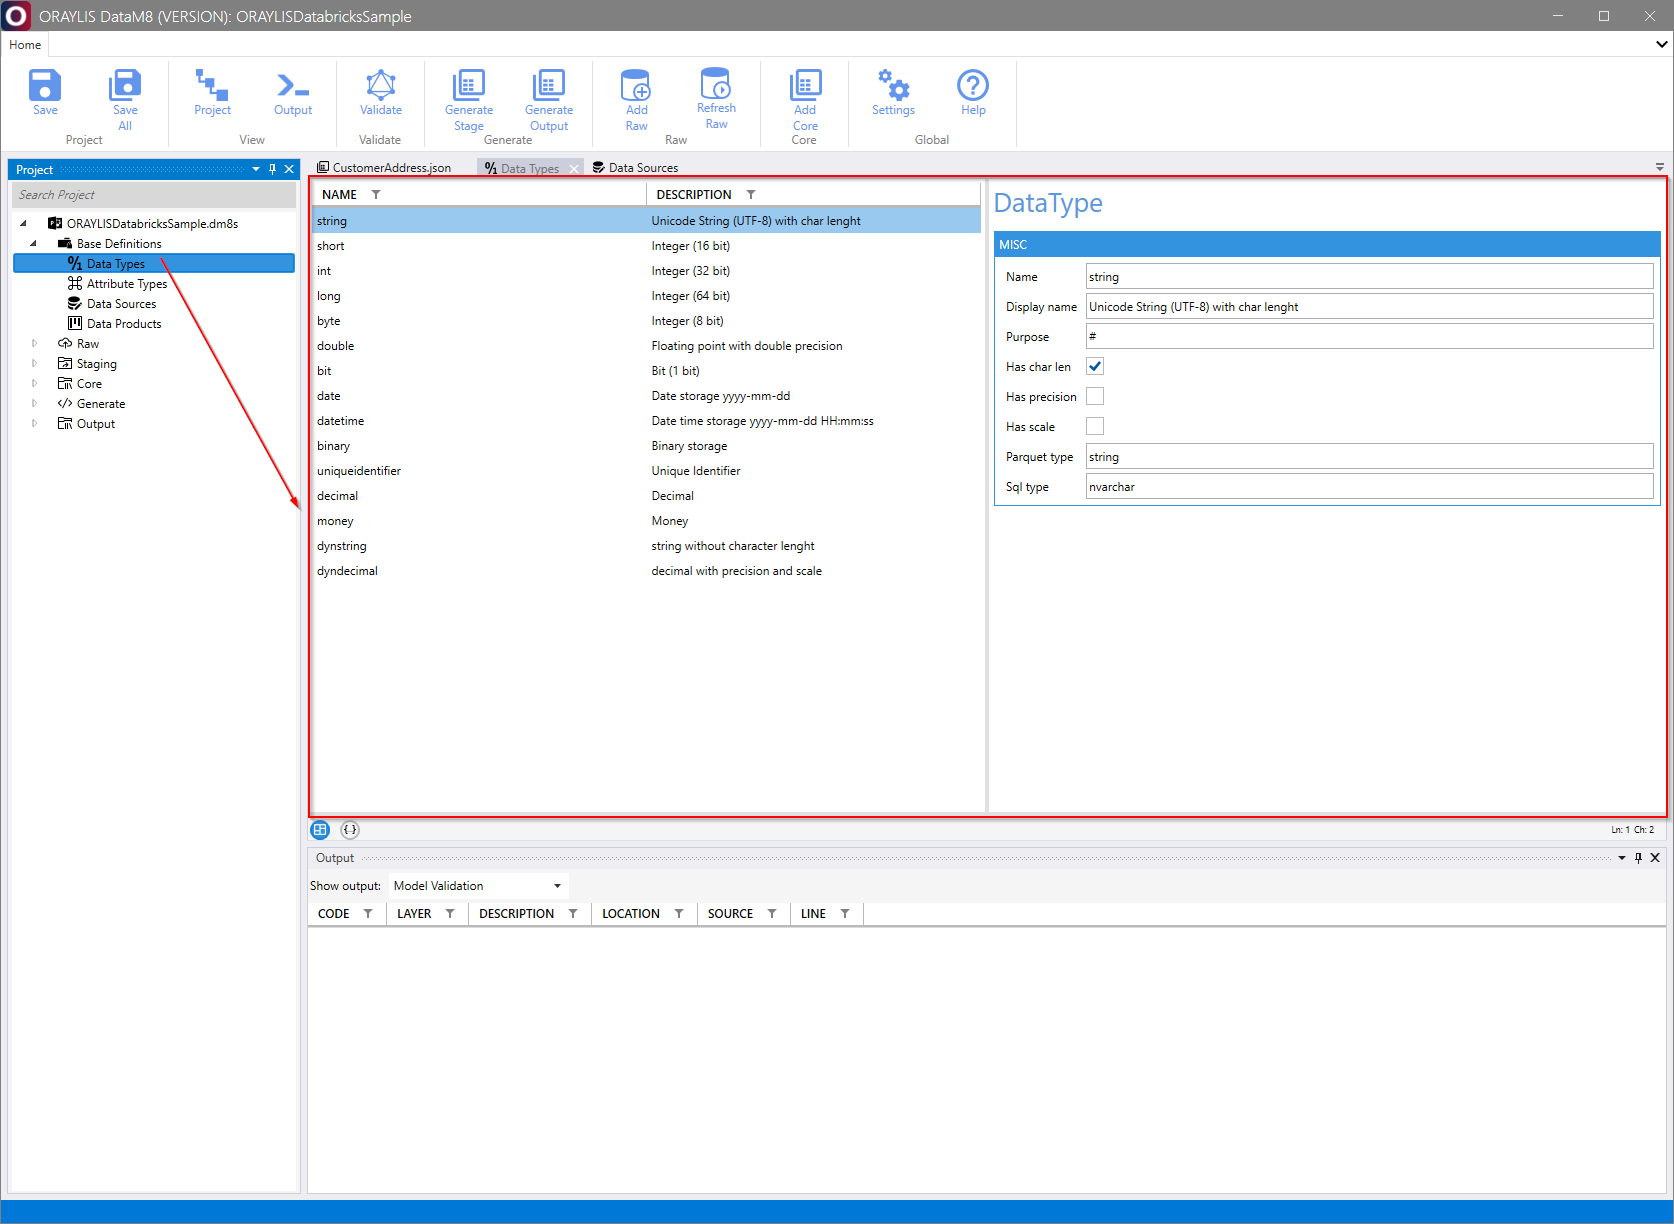 ORAYLIS DataM8 (VERSION): ORAYLISDatabricksSample
Home
Save
Save All
Project
Project
Output
View
Validate
Validate
Generate Stage
Generate Output
Generate
Add Raw
Refresh Raw
Raw
Add Core
Core
Settings
Help
Global
Project
Search Project
ORAYLISDatabricksSample.dm8s
Base Definitions
Data Types
Attribute Types
Data Sources
Data Products
Raw
Staging
Core
Generate
Output
CustomerAddress.json
Data Types
Data Sources
NAME DESCRIPTION
string Unicode String (UTF-8) with char lenght
short Integer (16 bit)
int Integer (32 bit)
long Integer (64 bit)
byte Integer (8 bit)
double Floating point with double precision
bit Bit (1 bit)
date Date storage yyyy-mm-dd
datetime Date time storage yyyy-mm-dd HH:mm:ss
binary Binary storage
uniqueidentifier Unique Identifier
decimal Decimal
money Money
dynstring string without character lenght
dyndecimal decimal with precision and scale
DataType
MISC
Name string
Display name Unicode String (UTF-8) with char lenght
Purpose #
Has char len
Has precision
Has scale
Parquet type string
Sql type nvarchar
Ln: 1 Ch: 2
Output
Show output: Model Validation
CODE LAYER DESCRIPTION LOCATION SOURCE LINE